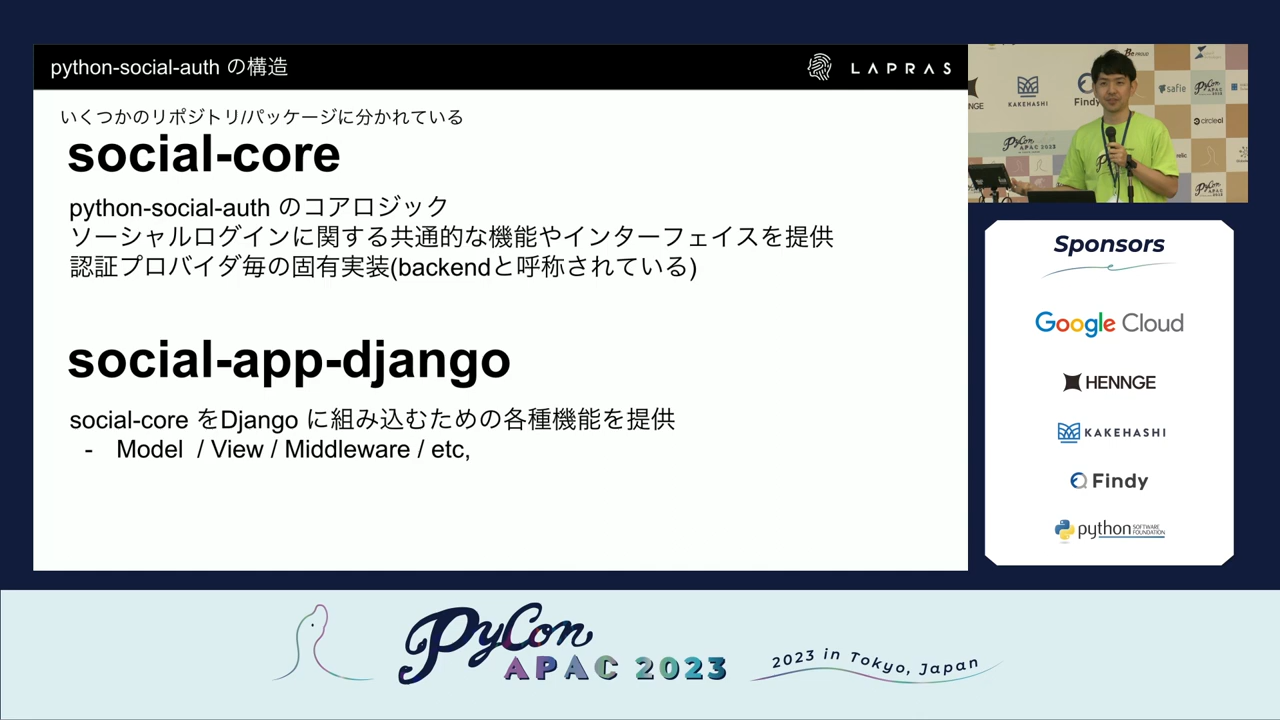 python-social-auth の構造
LAPRAS
いくつかのリポジトリ/パッケージに分かれている
social-core
python-social-auth のコアロジック
ソーシャルログインに関する共通的な機能やインターフェイスを提供
認証プロバイダ毎の固有実装(backendと呼称されている)
social-app-django
social-core をDjango に組み込むための各種機能を提供
- Model / View / Middleware / etc,
KAKEHASHI
Findy
safie
circleci
PyCon APAC 2023
Sponsors
Google Cloud
HENNGE
KAKEHASHI
Findy
python SOFTWARE FOUNDATION
PyCon
APAC 2023
2023 in Tokyo, Japan